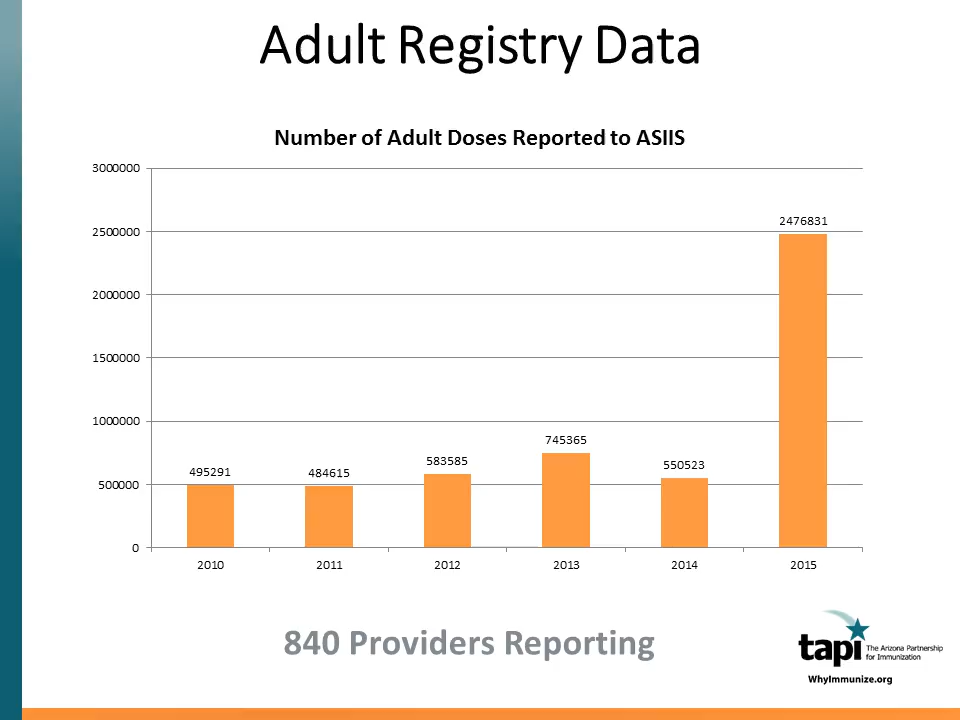 Adult Registry Data
Number of Adult Doses Reported to ASIIS
3000000
2500000
2000000
1500000
1000000
500000
0
495291
484615
583585
745365
550523
2476831
2010
2011
2012
2013
2014
2015
840 Providers Reporting
tapi
The Arizona Partnership
for Immunization
WhyImmunize.org